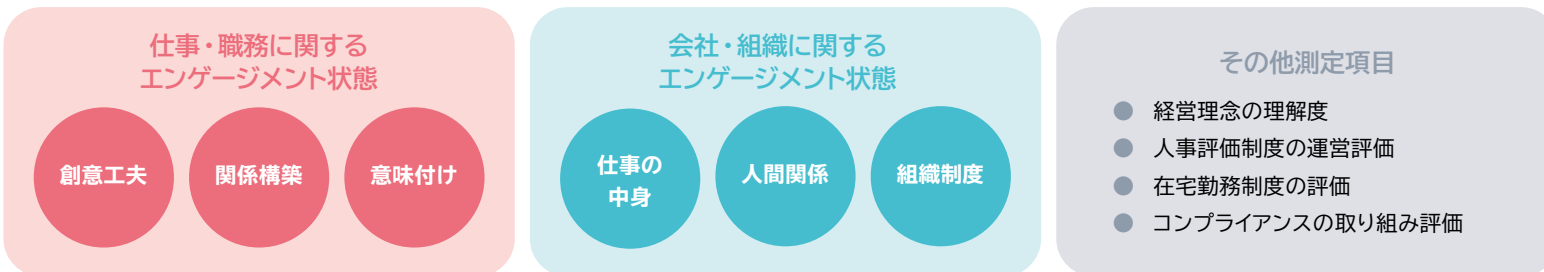 仕事・職務に関する
エンゲージメント状態
創意工夫
関係構築
意味付け
会社・組織に関する
エンゲージメント状態
仕事の
中身
人間関係
組織制度
その他測定項目
● 経営理念の理解度
● 人事評価制度の運営評価
● 在宅勤務制度の評価
● コンプライアンスの取り組み評価